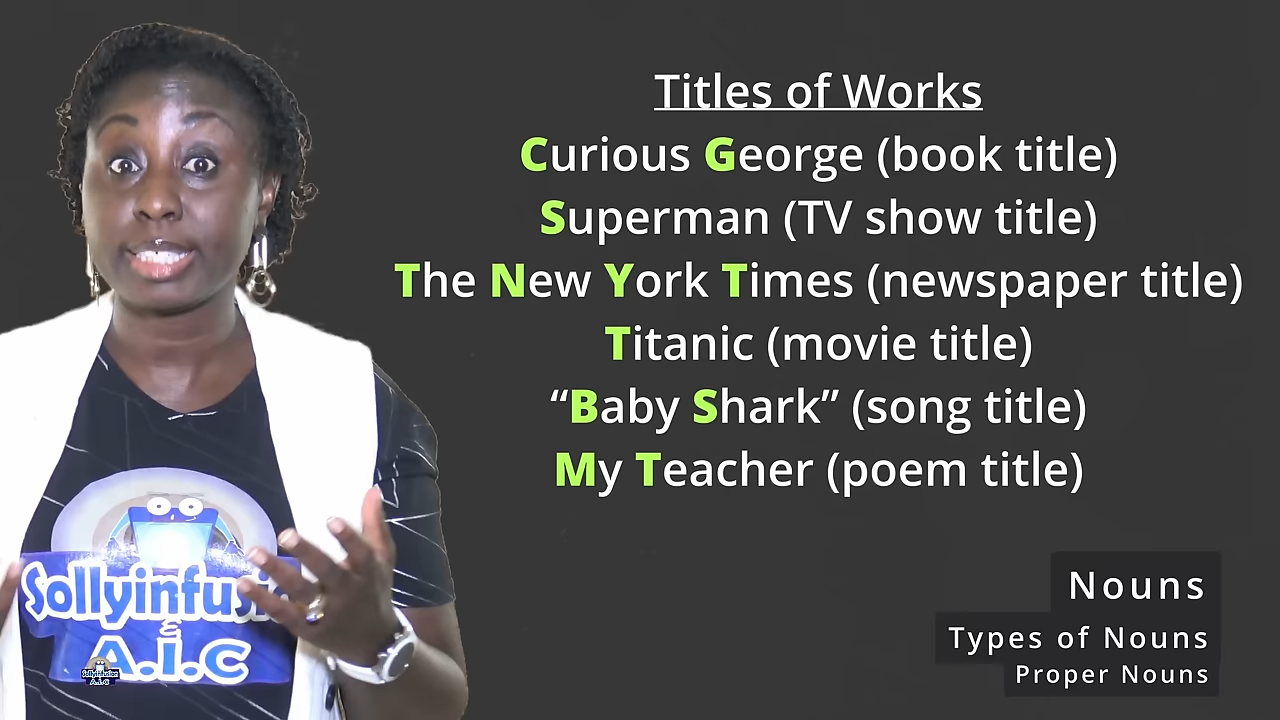 Titles of Works
Curious George (book title)
Superman (TV show title)
The New York Times (newspaper title)
Titanic (movie title)
“Baby Shark” (song title)
My Teacher (poem title)
Nouns
Types of Nouns
Proper Nouns
&
A.I.C
Sollyinfusion
A.I.C